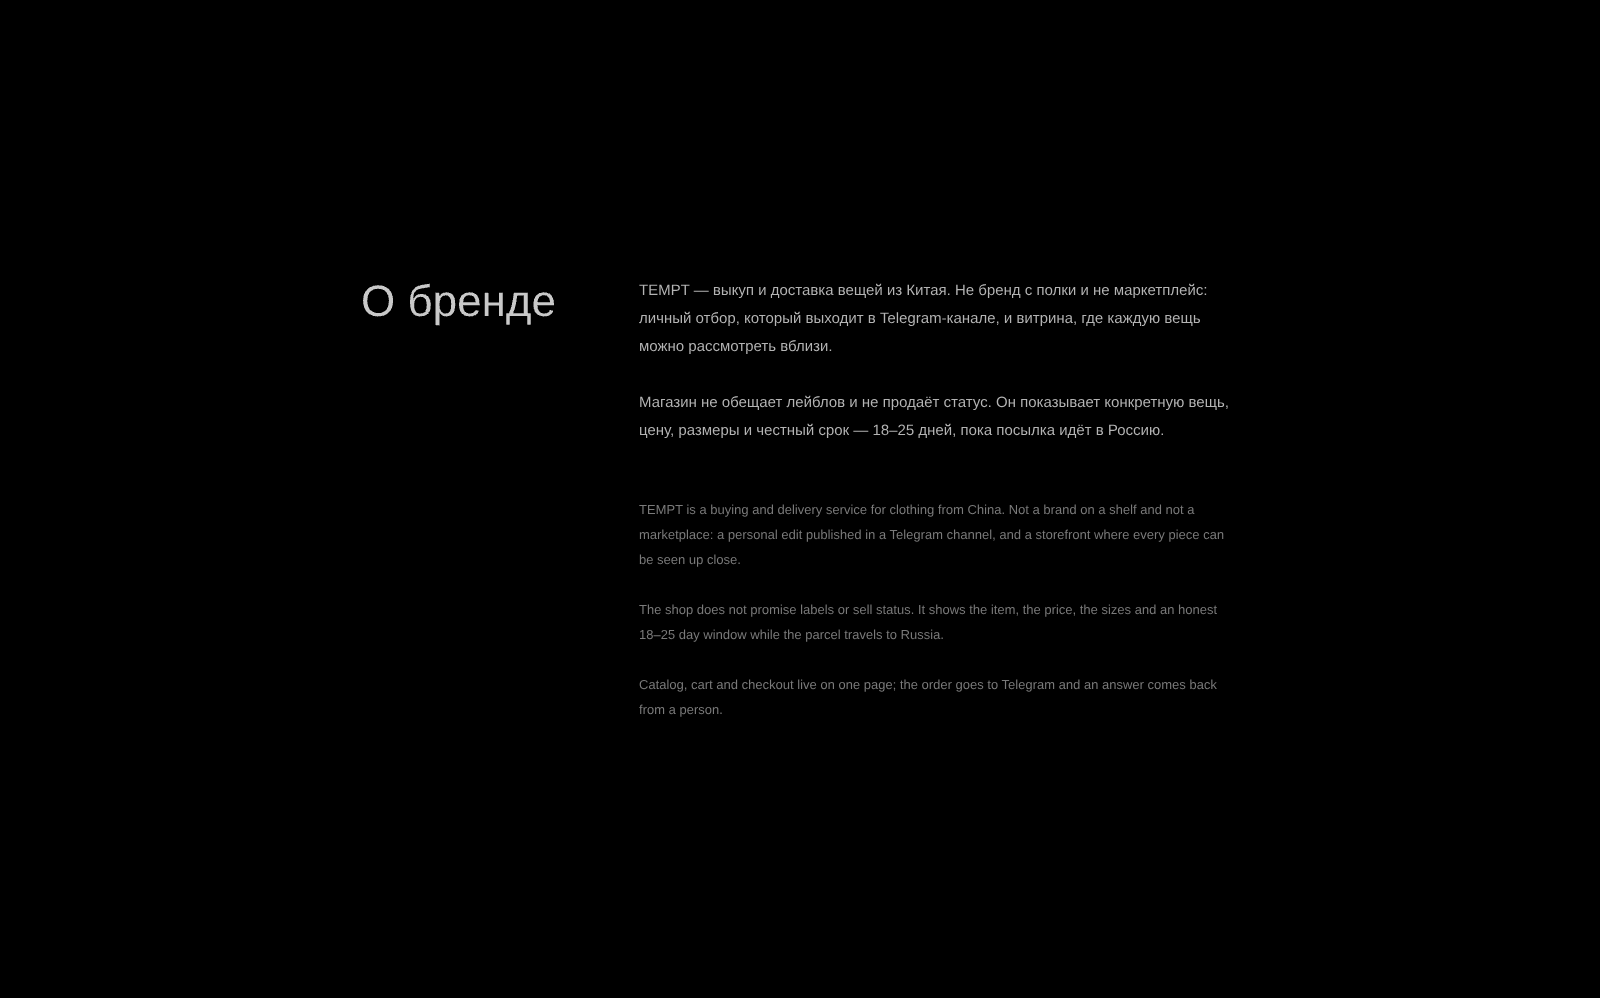 О бренде
TEMPT — выкуп и доставка вещей из Китая. Не бренд с полки и не маркетплейс:
личный отбор, который выходит в Telegram-канале, и витрина, где каждую вещь
можно рассмотреть вблизи.
Магазин не обещает лейблов и не продаёт статус. Он показывает конкретную вещь,
цену, размеры и честный срок — 18–25 дней, пока посылка идёт в Россию.
TEMPT is a buying and delivery service for clothing from China. Not a brand on a shelf and not a
marketplace: a personal edit published in a Telegram channel, and a storefront where every piece can
be seen up close.
The shop does not promise labels or sell status. It shows the item, the price, the sizes and an honest
18–25 day window while the parcel travels to Russia.
Catalog, cart and checkout live on one page; the order goes to Telegram and an answer comes back
from a person.